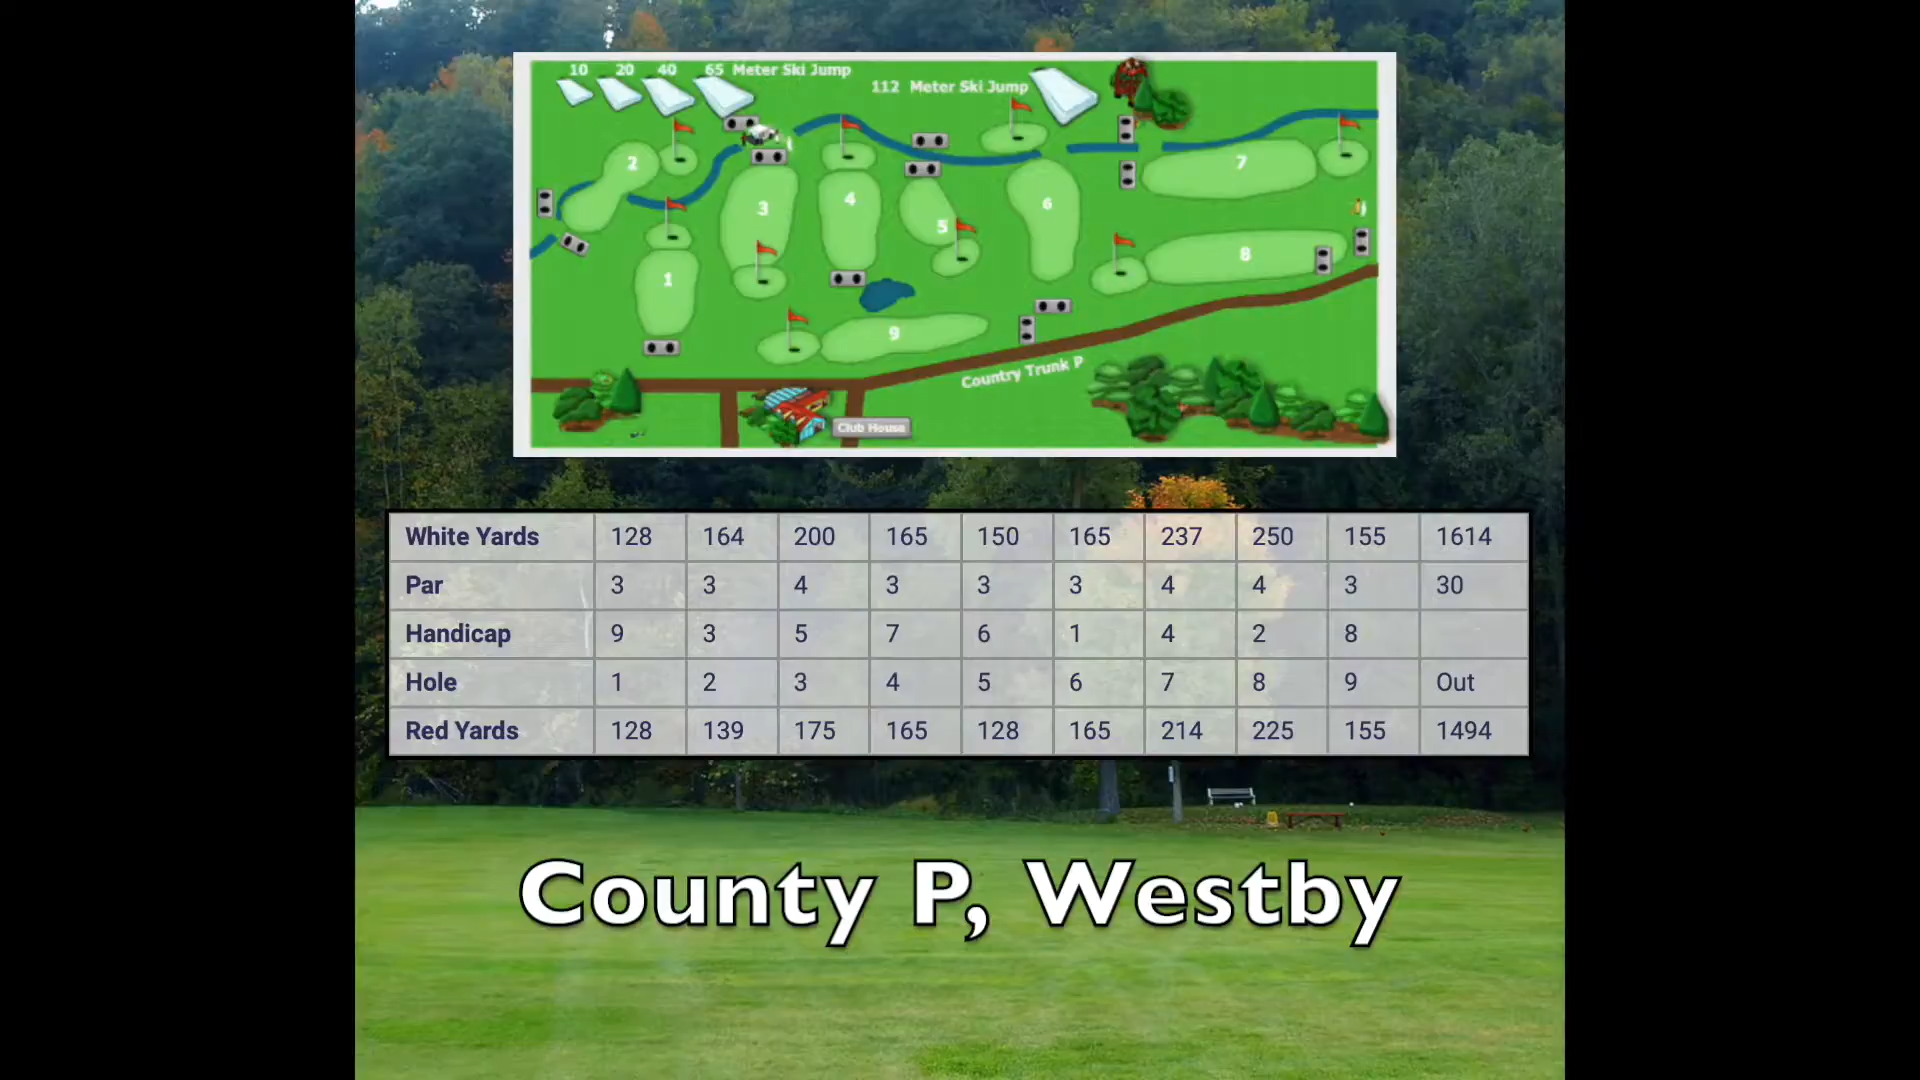 10 20 40 65 Meter Ski Jump
112 Meter Ski Jump
2
7
3
4
6
5
8
1
9
Country Trunk P
Club House
White Yards 128 164 200 165 150 165 237 250 155 1614
Par 3 3 4 3 3 3 4 4 3 30
Handicap 9 3 5 7 6 1 4 2 8
Hole 1 2 3 4 5 6 7 8 9 Out
Red Yards 128 139 175 165 128 165 214 225 155 1494
County P, Westby